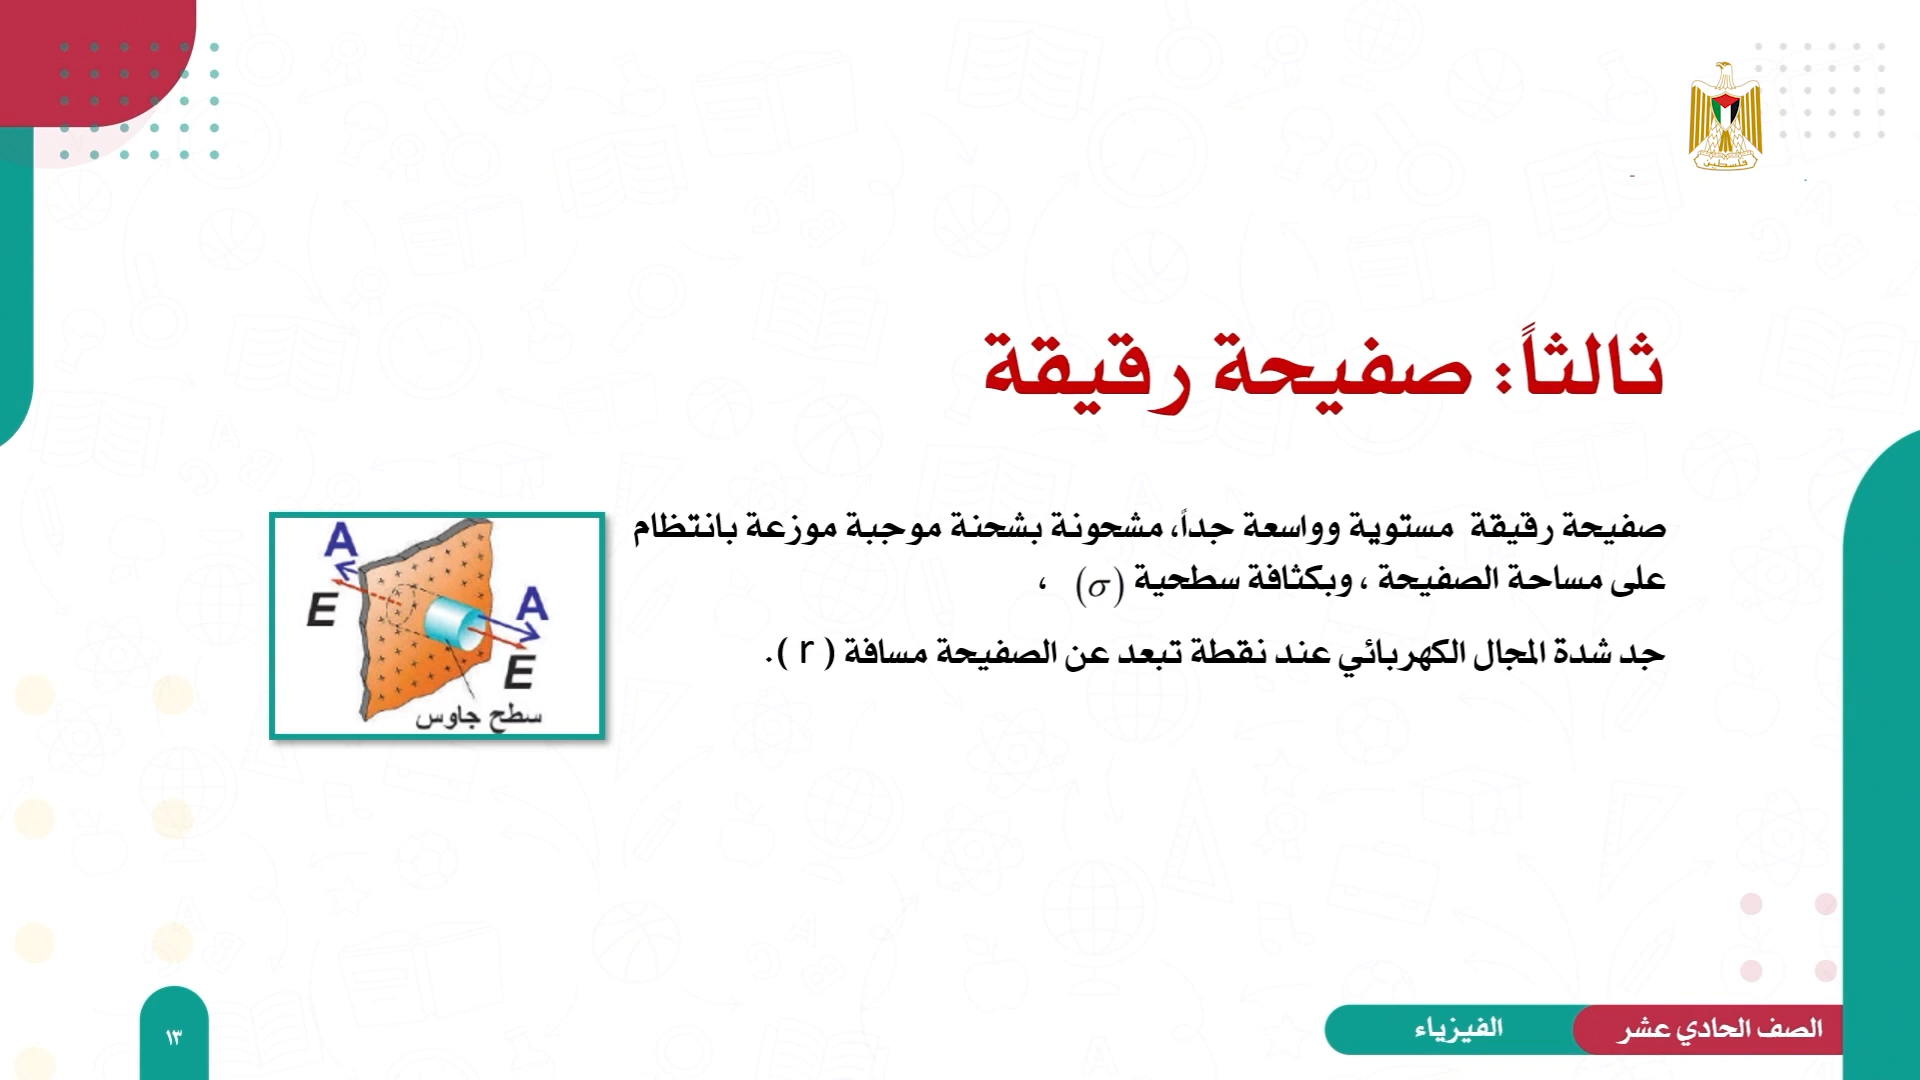 فلسطين
ثالثاً: صفيحة رقيقة
صفيحة رقيقة مستوية وواسعة جداً، مشحونة بشحنة موجبة موزعة بانتظام
على مساحة الصفيحة ، وبكثافة سطحية (σ) ،
جد شدة المجال الكهربائي عند نقطة تبعد عن الصفيحة مسافة ( r ).
A
E
A
E
سطح جاوس
الصف الحادي عشر
الفيزياء
١٣